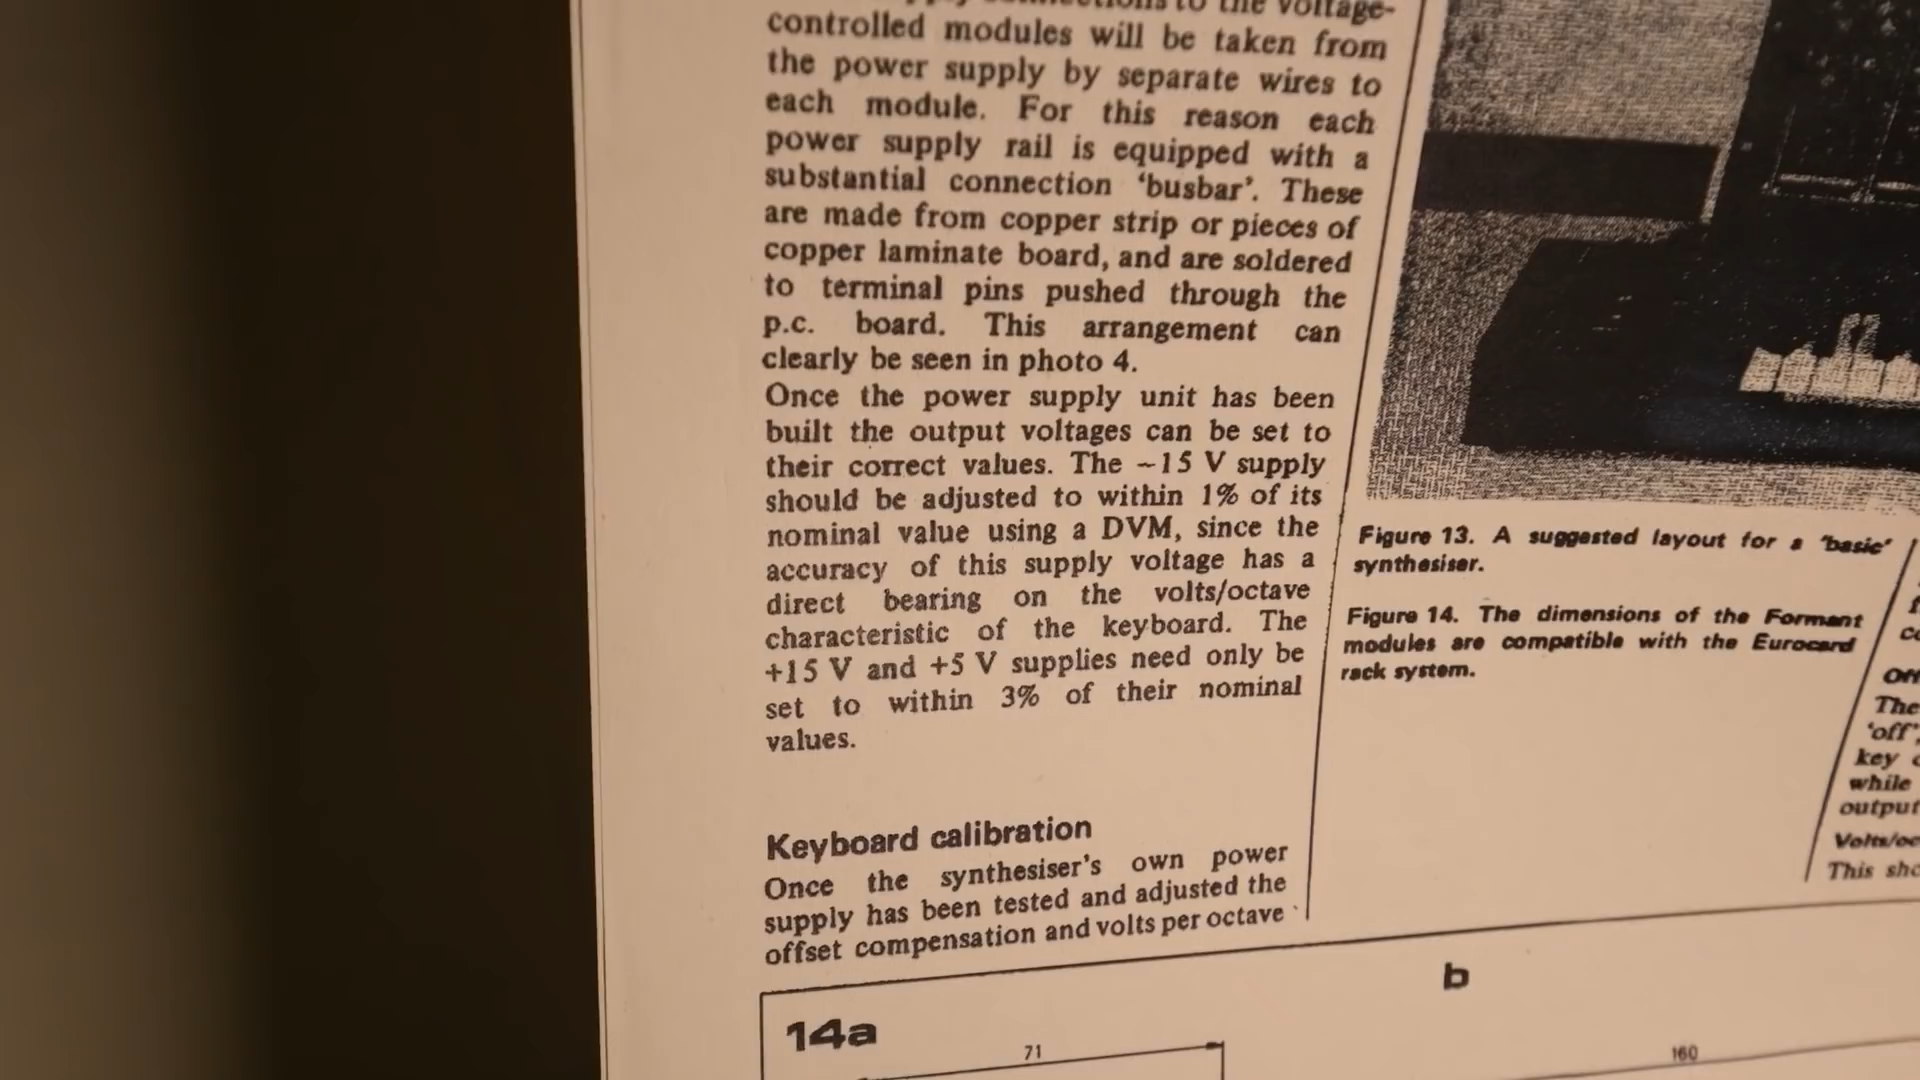 connections to the voltage-
controlled modules will be taken from
the power supply by separate wires to
each module. For this reason each
power supply rail is equipped with a
substantial connection ‘busbar’. These
are made from copper strip or pieces of
copper laminate board, and are soldered
to terminal pins pushed through the
p.c. board. This arrangement can
clearly be seen in photo 4.
Once the power supply unit has been
built the output voltages can be set to
their correct values. The −15 V supply
should be adjusted to within 1% of its
nominal value using a DVM, since the
accuracy of this supply voltage has a
direct bearing on the volts/octave
characteristic of the keyboard. The
+15 V and +5 V supplies need only be
set to within 3% of their nominal
values.
Keyboard calibration
Once the synthesiser’s own power
supply has been tested and adjusted the
offset compensation and volts per octave
Figure 13. A suggested layout for a ‘basic’
synthesiser.
Figure 14. The dimensions of the Formant
modules are compatible with the Eurocard
rack system.
The
‘off’,
key
while
output
This
14a
71
b
160